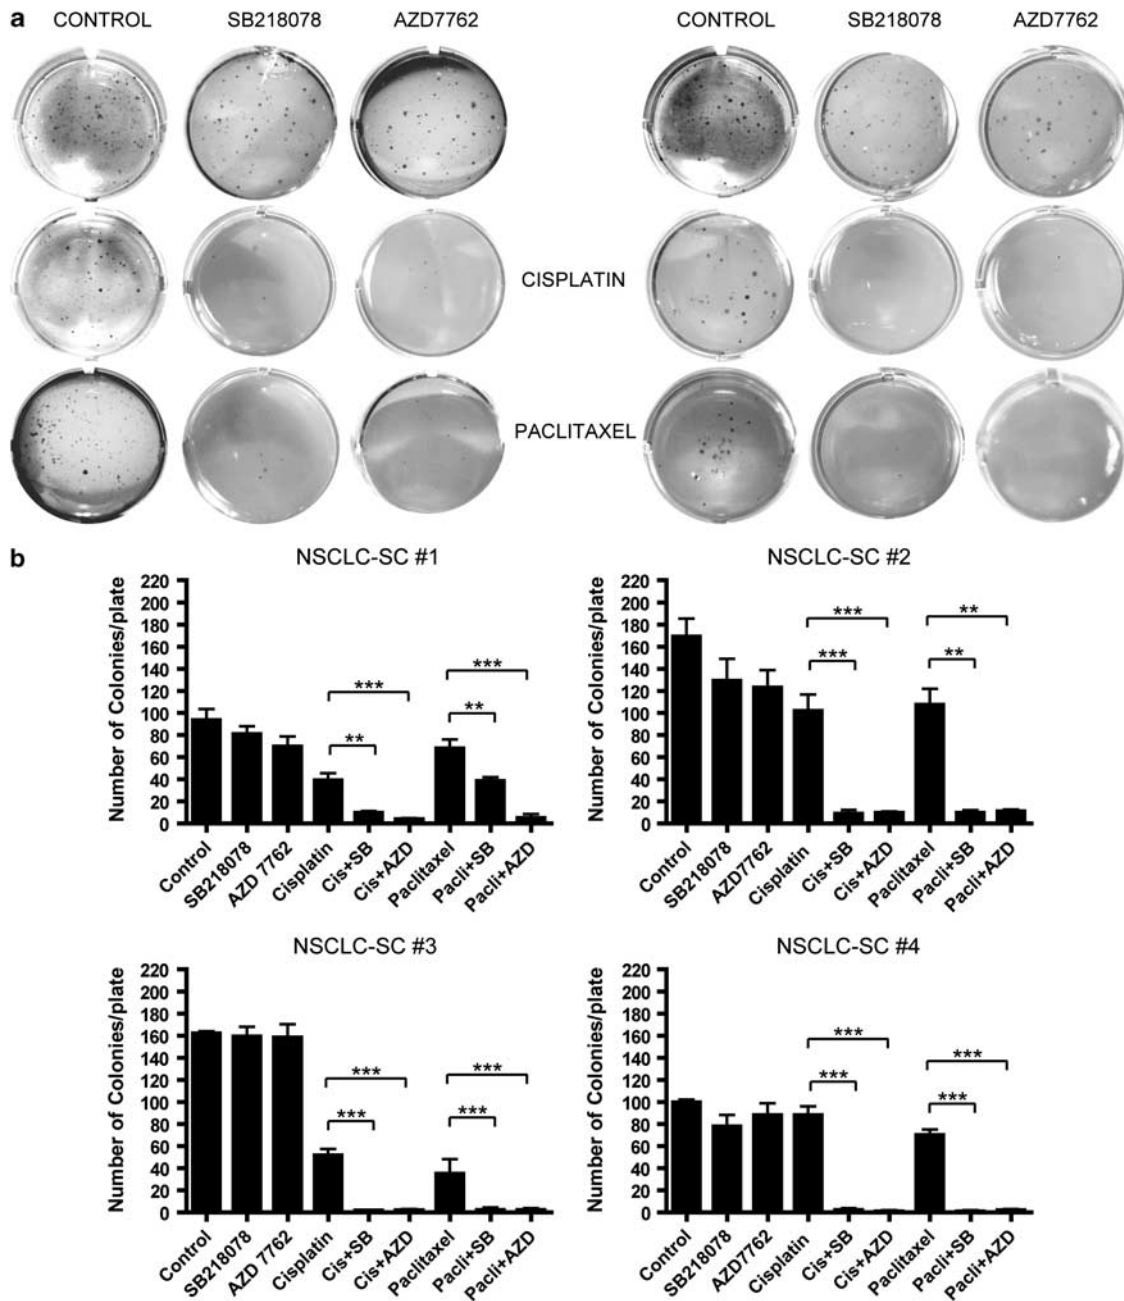 a
CONTROL SB218078 AZD7762 CONTROL SB218078 AZD7762
CISPLATIN
PACLITAXEL
b
NSCLC-SC #1
Number of Colonies/plate
220
200
180
160
140
120
100
80
60
40
20
0
** *** ** ***
Control
SB218078
AZD 7762
Cisplatin
Cis+SB
Cis+AZD
Paclitaxel
Pacli+SB
Pacli+AZD
NSCLC-SC #2
Number of Colonies/plate
220
200
180
160
140
120
100
80
60
40
20
0
*** *** ** **
Control
SB218078
AZD7762
Cisplatin
Cis+SB
Cis+AZD
Paclitaxel
Pacli+SB
Pacli+AZD
NSCLC-SC #3
Number of Colonies/plate
220
200
180
160
140
120
100
80
60
40
20
0
*** *** *** ***
Control
SB218078
AZD 7762
Cisplatin
Cis+SB
Cis+AZD
Paclitaxel
Pacli+SB
Pacli+AZD
NSCLC-SC #4
Number of Colonies/plate
220
200
180
160
140
120
100
80
60
40
20
0
*** *** *** ***
Control
SB218078
AZD7762
Cisplatin
Cis+SB
Cis+AZD
Paclitaxel
Pacli+SB
Pacli+AZD